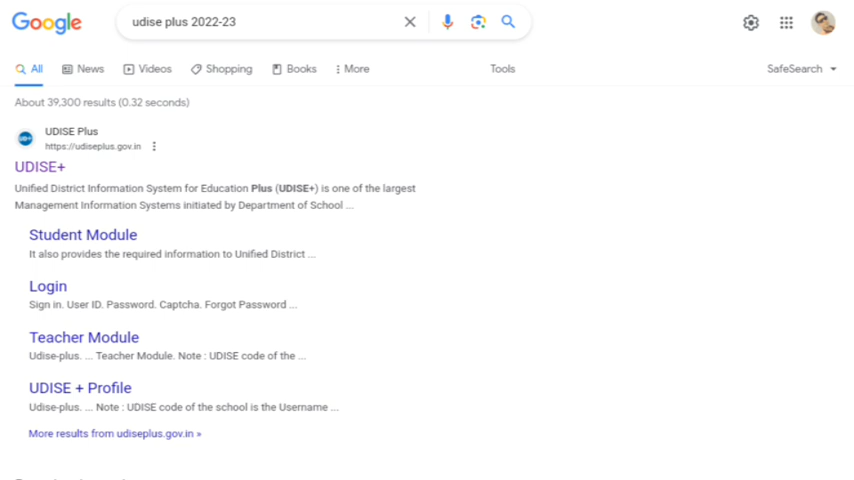 Google
udise plus 2022-23
All
News
Videos
Shopping
Books
More
Tools
SafeSearch
About 39,300 results (0.32 seconds)
UD+
UDISE Plus
https://udiseplus.gov.in
UDISE+
Unified District Information System for Education Plus (UDISE+) is one of the largest
Management Information Systems initiated by Department of School ...
Student Module
It also provides the required information to Unified District ...
Login
Sign in. User ID. Password. Captcha. Forgot Password ...
Teacher Module
Udise-plus. ... Teacher Module. Note : UDISE code of the ...
UDISE + Profile
Udise-plus. ... Note : UDISE code of the school is the Username ...
More results from udiseplus.gov.in »